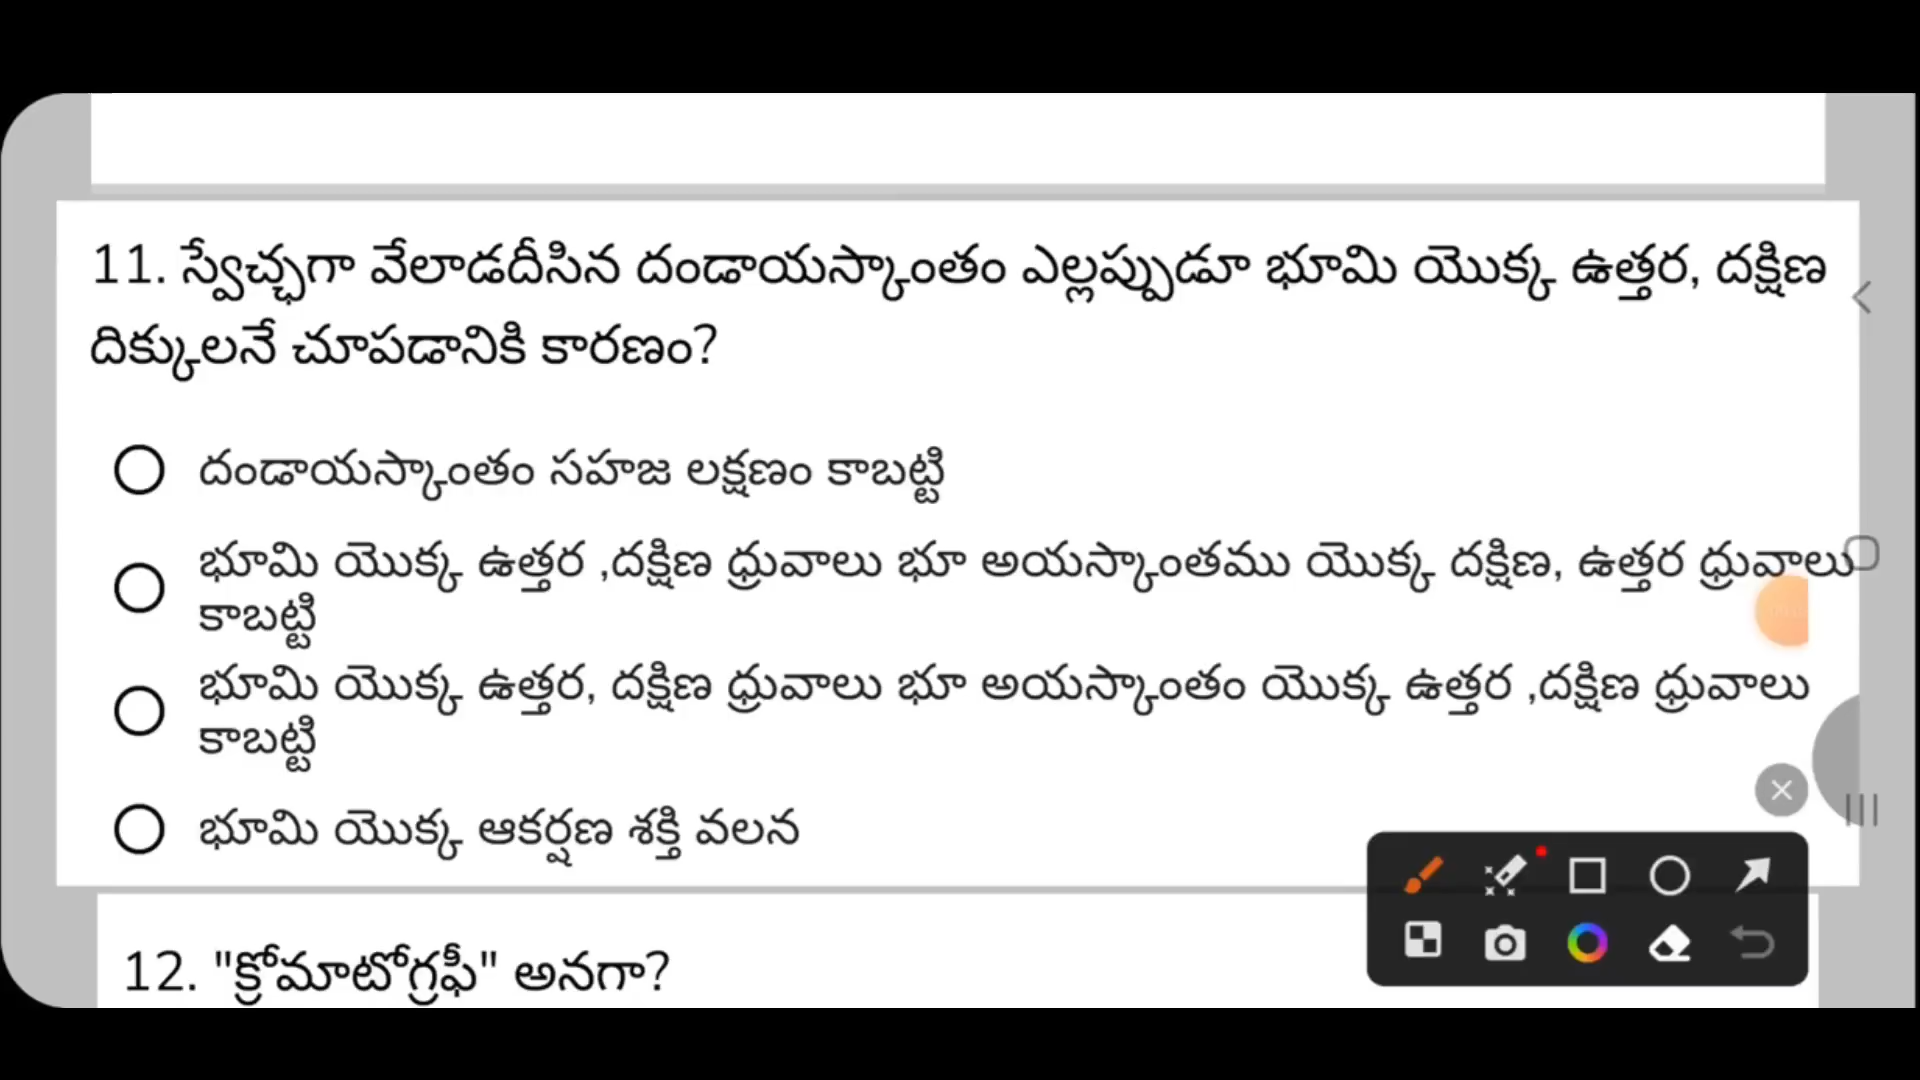 11. స్వేచ్ఛగా వేలాడదీసిన దండాయస్కాంతం ఎల్లప్పుడూ భూమి యొక్క ఉత్తర, దక్షిణ
దిక్కులనే చూపడానికి కారణం?
దండాయస్కాంతం సహజ లక్షణం కాబట్టి
భూమి యొక్క ఉత్తర ,దక్షిణ ధ్రువాలు భూ అయస్కాంతము యొక్క దక్షిణ, ఉత్తర ధ్రువాలు
కాబట్టి
భూమి యొక్క ఉత్తర, దక్షిణ ధ్రువాలు భూ అయస్కాంతం యొక్క ఉత్తర ,దక్షిణ ధ్రువాలు
కాబట్టి
భూమి యొక్క ఆకర్షణ శక్తి వలన
12. "క్రోమాటోగ్రఫీ" అనగా?